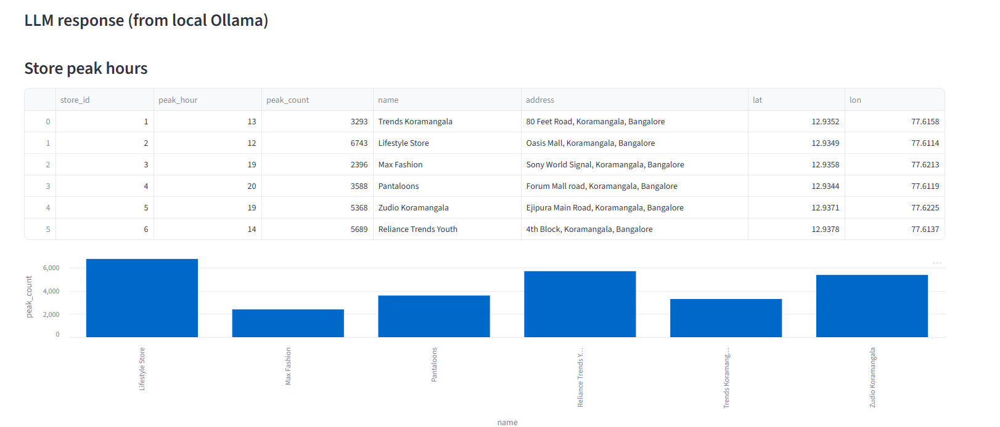 LLM response (from local Ollama)
Store peak hours
store_id peak_hour peak_count name address lat lon
0 1 13 3293 Trends Koramangala 80 Feet Road, Koramangala, Bangalore 12.9352 77.6158
1 2 12 6743 Lifestyle Store Oasis Mall, Koramangala, Bangalore 12.9349 77.6114
2 3 19 2396 Max Fashion Sony World Signal, Koramangala, Bangalore 12.9358 77.6213
3 4 20 3588 Pantaloons Forum Mall road, Koramangala, Bangalore 12.9344 77.6119
4 5 19 5368 Zudio Koramangala Ejipura Main Road, Koramangala, Bangalore 12.9371 77.6225
5 6 14 5689 Reliance Trends Youth 4th Block, Koramangala, Bangalore 12.9378 77.6137
peak_count
6,000
4,000
2,000
0
Lifestyle Store
Max Fashion
Pantaloons
Reliance Trends Y...
Trends Koramang...
Zudio Koramangala
name